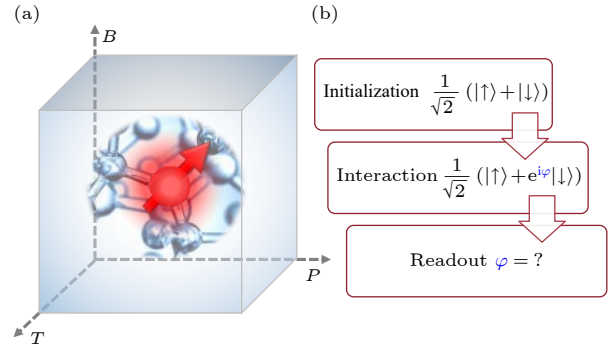 (a)
(b)
B
P
T
Initialization 1/√2 (|↑⟩+|↓⟩)
Interaction 1/√2 (|↑⟩+e^{iφ}|↓⟩)
Readout φ = ?